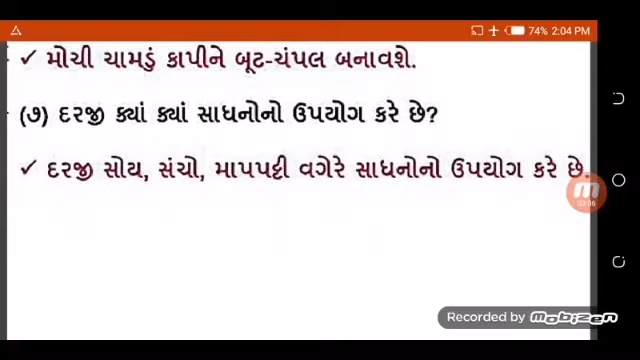 74% 2:04 PM
✓ મોચી ચામડું કાપીને બૂટ-ચંપલ બનાવશે.
(૭) દરજી ક્યાં ક્યાં સાધનોનો ઉપયોગ કરે છે?
✓ દરજી સોય, સંચો, માપપટ્ટી વગેરે સાધનોનો ઉપયોગ કરે છે.
Recorded by mobizen